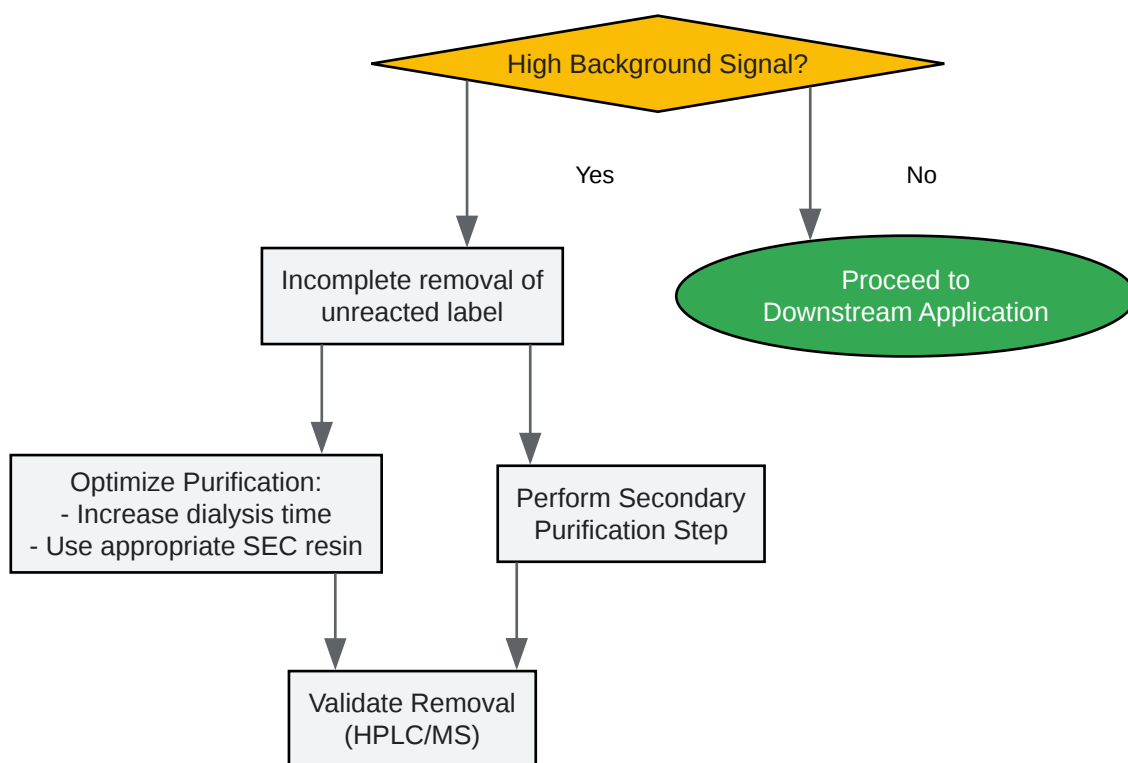 High Background Signal?
Yes
No
Incomplete removal of
unreacted label
Proceed to
Downstream Application
Optimize Purification:
- Increase dialysis time
- Use appropriate SEC resin
Perform Secondary
Purification Step
Validate Removal
(HPLC/MS)